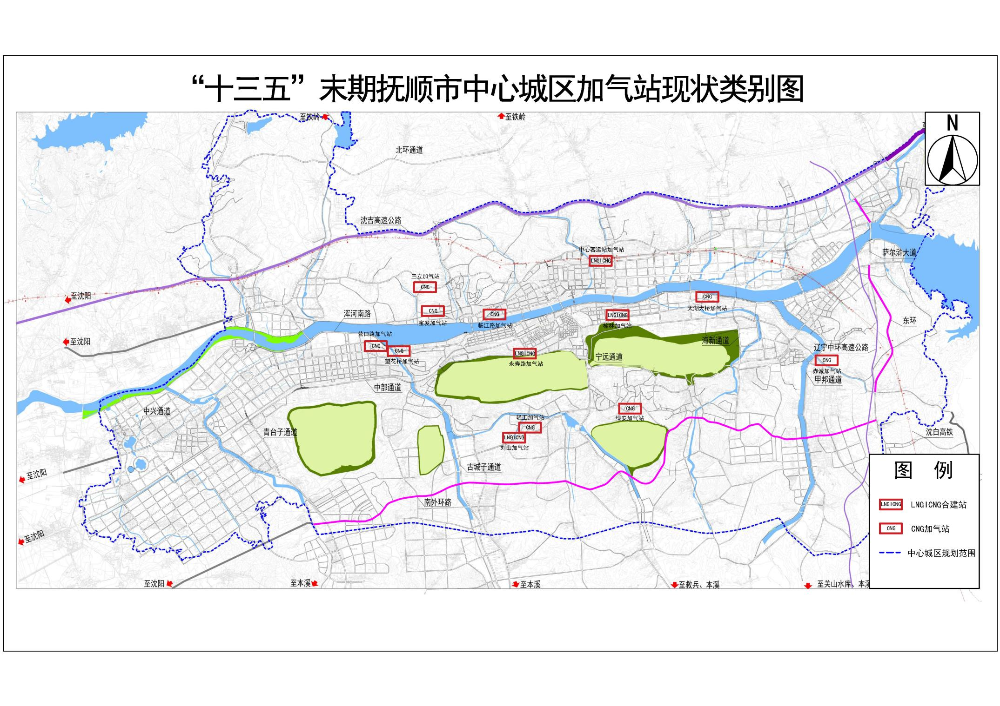 “十三五”末期抚顺市中心城区加气站现状类别图
至铁岭
至铁岭
N
北环通道
沈吉高速公路
中心客运站加气站
LNGICNG
萨尔浒大道
三立加气站
CNG
至沈阳
CNG
天湖大桥加气站
CNG
宝发加气站
CNG
临江路加气站
LNGICNG
榆林加气站
浑河南路
东环
营口路加气站
CNG
CNG
望花桥加气站
至沈阳
海新通道
辽宁中环高速公路
LNGICNG
永寿路加气站
宁远通道
CNG
赤诚加气站
甲邦通道
中部通道
中兴通道
CNG
绿安加气站
轻工加气站
CNG
青台子通道
LNGICNG
刘山加气站
沈白高铁
古城子通道
至沈阳
南外环路
至沈阳
图 例
LNGICNG LNGICNG合建站
CNG CNG加气站
中心城区规划范围
至沈阳
至本溪
至本溪
至救兵、本溪
至关山水库、本溪